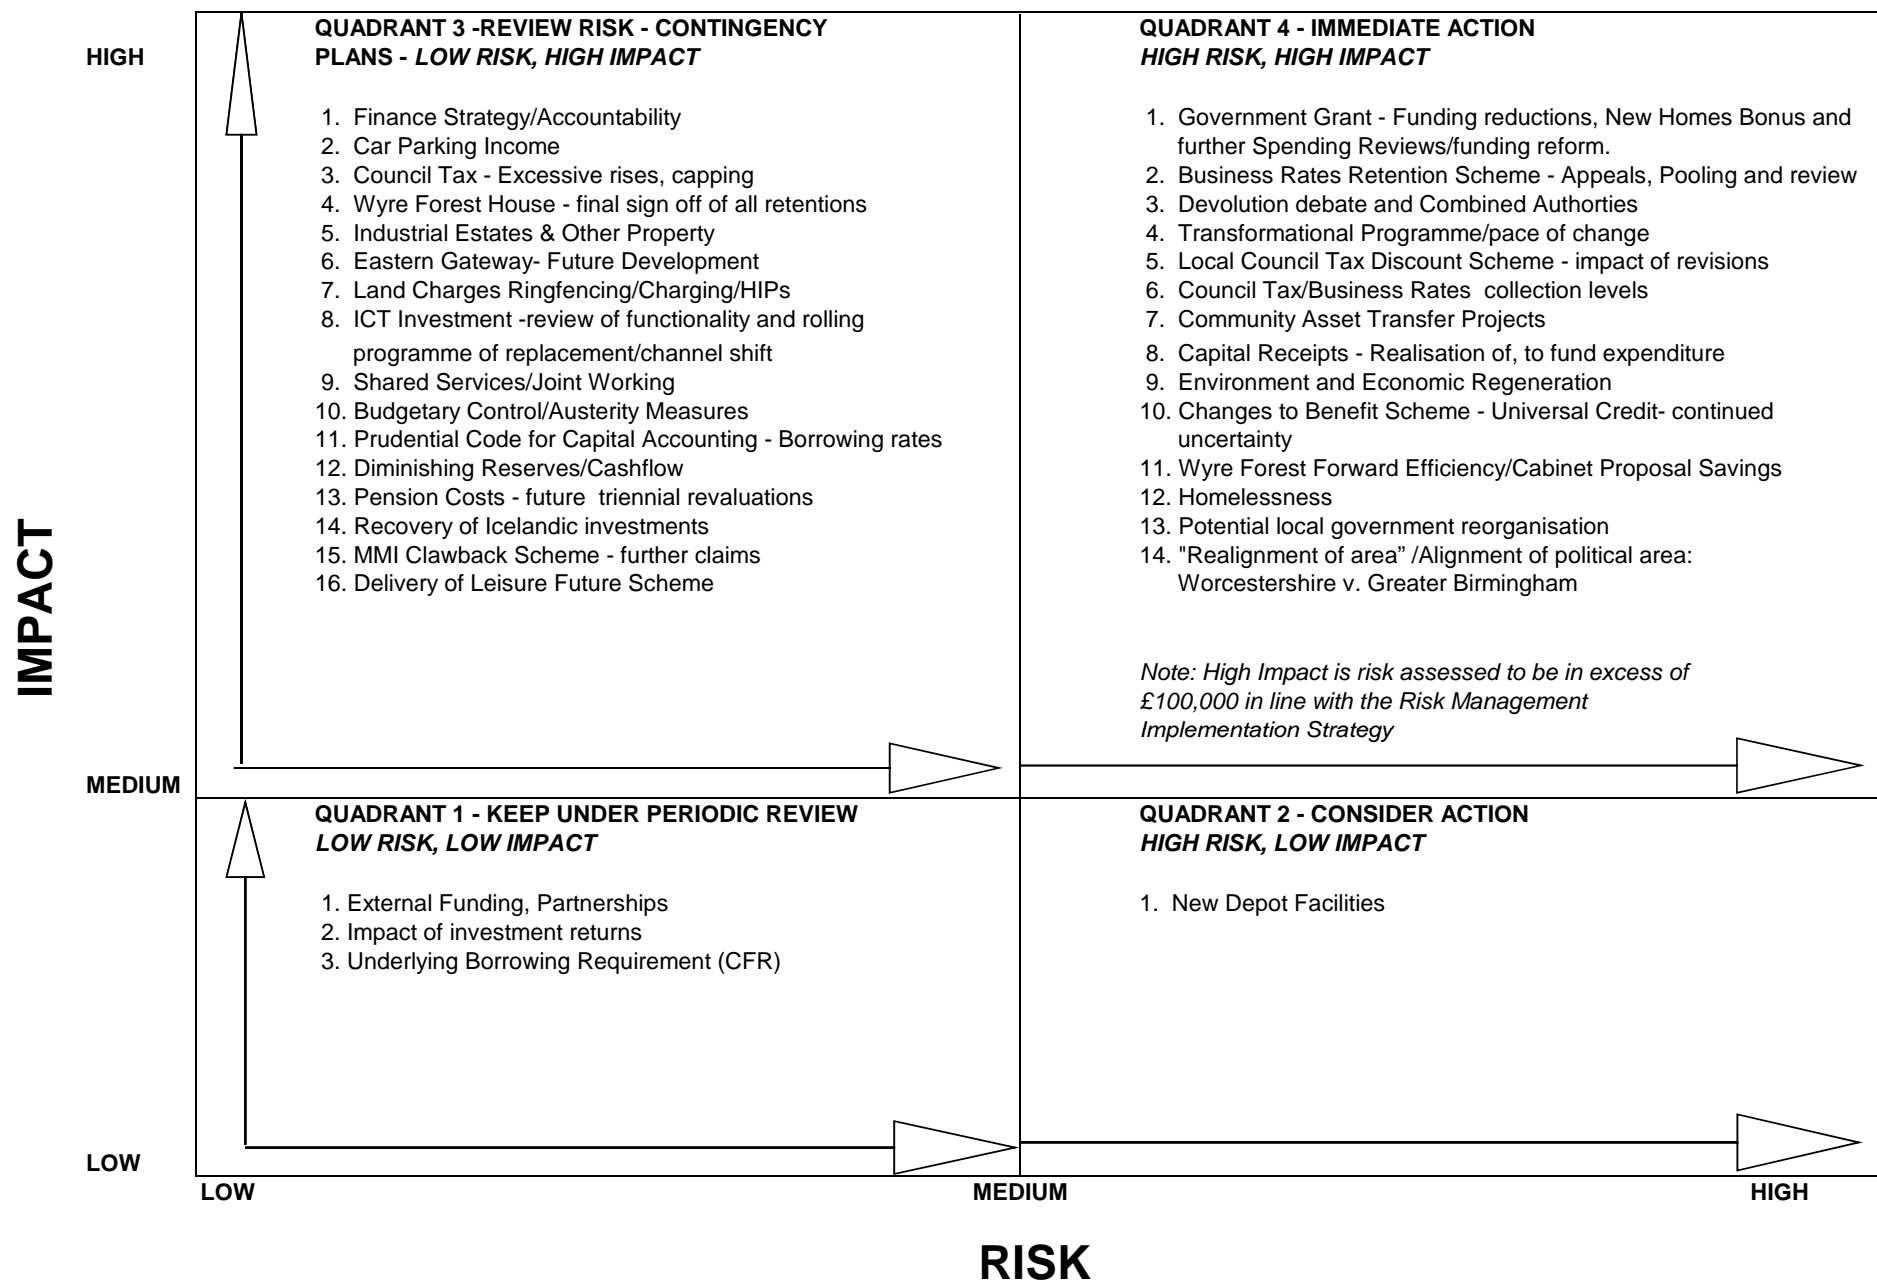 QUADRANT 3 -REVIEW RISK - CONTINGENCY
PLANS - LOW RISK, HIGH IMPACT
1. Finance Strategy/Accountability
2. Car Parking Income
3. Council Tax - Excessive rises, capping
4. Wyre Forest House - final sign off of all retentions
5. Industrial Estates & Other Property
6. Eastern Gateway- Future Development
7. Land Charges Ringfencing/Charging/HIPs
8. ICT Investment -review of functionality and rolling
programme of replacement/channel shift
9. Shared Services/Joint Working
10. Budgetary Control/Austerity Measures
11. Prudential Code for Capital Accounting - Borrowing rates
12. Diminishing Reserves/Cashflow
13. Pension Costs - future  triennial revaluations
14. Recovery of Icelandic investments
15. MMI Clawback Scheme - further claims
16. Delivery of Leisure Future Scheme
QUADRANT 4 - IMMEDIATE ACTION
HIGH RISK, HIGH IMPACT
1. Government Grant - Funding reductions, New Homes Bonus and
further Spending Reviews/funding reform.
2. Business Rates Retention Scheme - Appeals, Pooling and review
3. Devolution debate and Combined Authorties
4. Transformational Programme/pace of change
5. Local Council Tax Discount Scheme - impact of revisions
6. Council Tax/Business Rates  collection levels
7. Community Asset Transfer Projects
8. Capital Receipts - Realisation of, to fund expenditure
9. Environment and Economic Regeneration
10. Changes to Benefit Scheme - Universal Credit- continued
uncertainty
11. Wyre Forest Forward Efficiency/Cabinet Proposal Savings
12. Homelessness
13. Potential local government reorganisation
14. "Realignment of area” /Alignment of political area:
Worcestershire v. Greater Birmingham
Note: High Impact is risk assessed to be in excess of
£100,000 in line with the Risk Management
Implementation Strategy
QUADRANT 1 - KEEP UNDER PERIODIC REVIEW
LOW RISK, LOW IMPACT
1. External Funding, Partnerships
2. Impact of investment returns
3. Underlying Borrowing Requirement (CFR)
QUADRANT 2 - CONSIDER ACTION
HIGH RISK, LOW IMPACT
1. New Depot Facilities
HIGH
MEDIUM
LOW
IMPACT
LOW
MEDIUM
HIGH
RISK